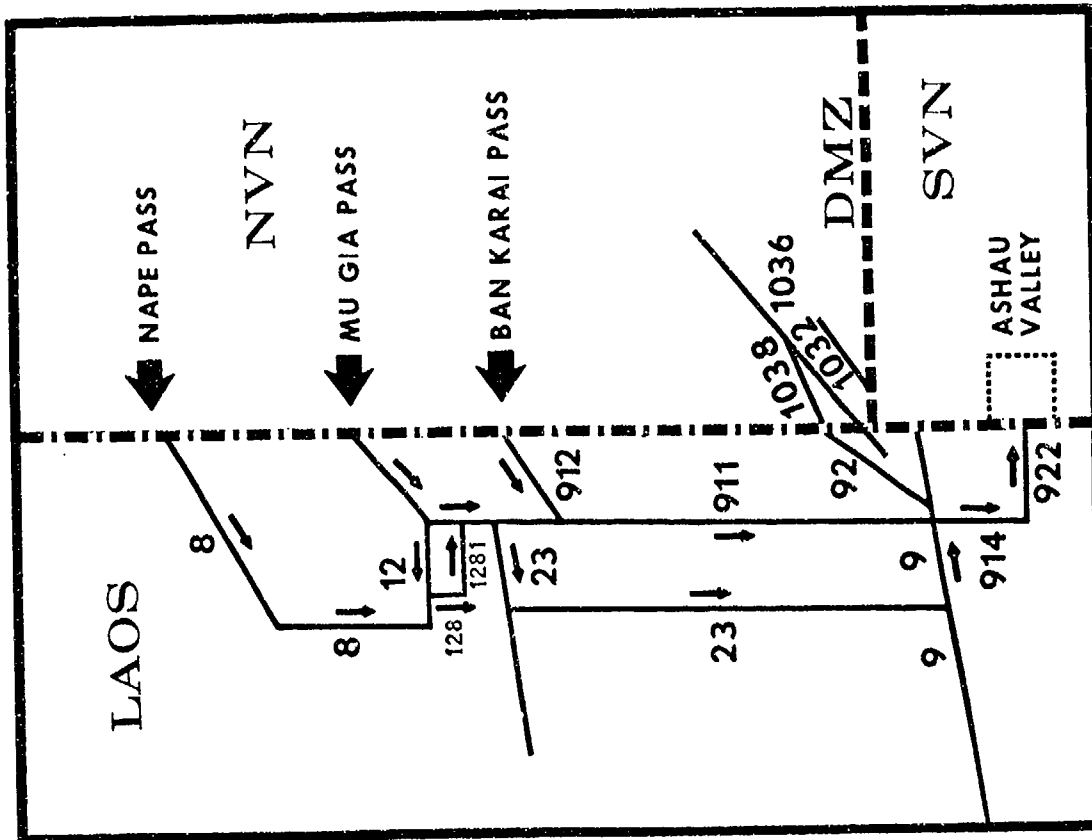 LAOS
NVN
NAPE PASS
MU GIA PASS
BAN KARAI PASS
8
8
12
128
1281
23
912
911
23
92
1038
1036
1032
DMZ
SVN
9
9
914
922
ASHAU
VALLEY